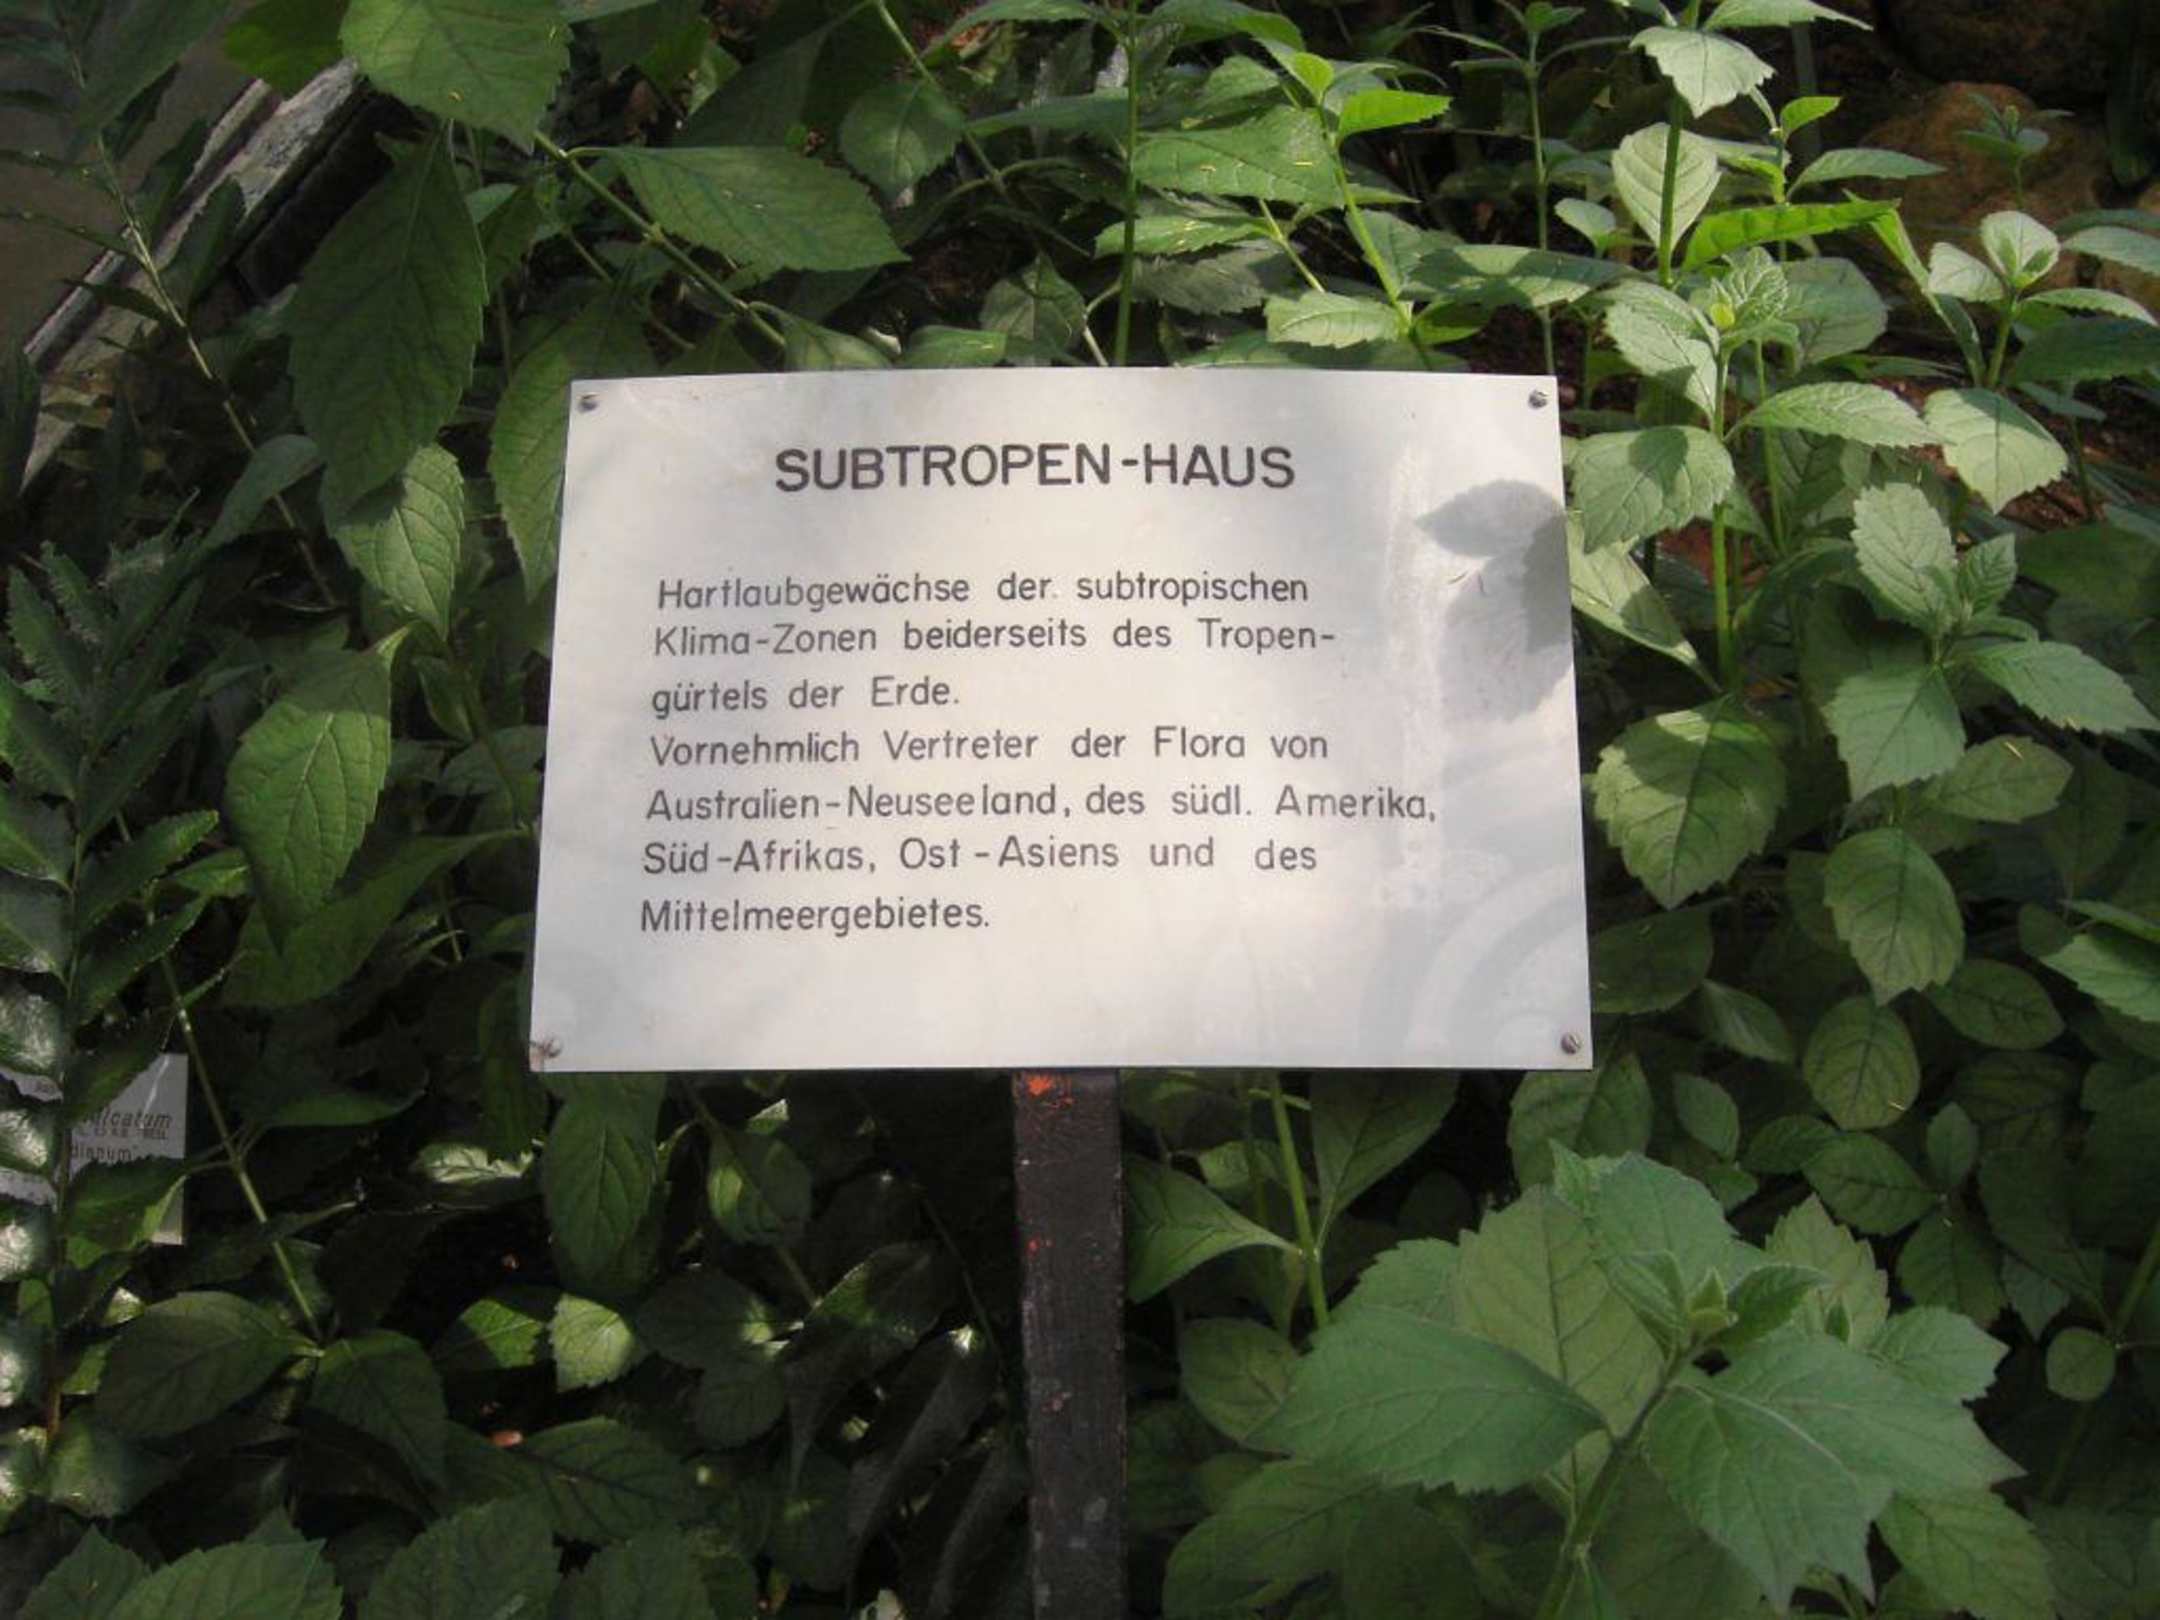 SUBTROPEN-HAUS
Hartlaubgewächse der subtropischen
Klima-Zonen beiderseits des Tropen-
gürtels der Erde.
Vornehmlich Vertreter der Flora von
Australien-Neuseeland, des südl. Amerika,
Süd-Afrikas, Ost-Asiens und des
Mittelmeergebietes.